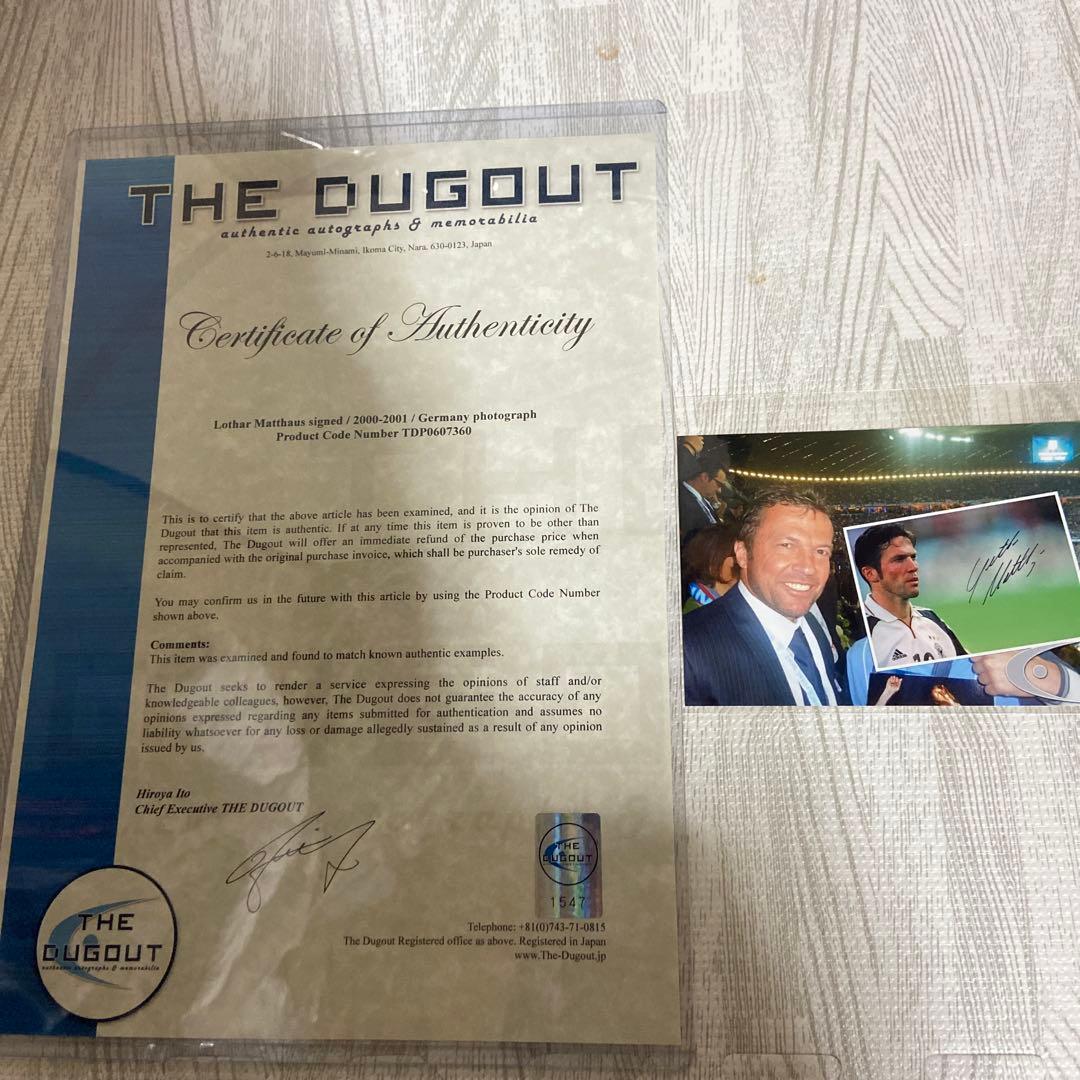 THE DUGOUT
authentic autographs & memorabilia
2-6-18, Mayumi-Minami, Ikoma City, Nara, 630-0123, Japan
Certificate of Authenticity
Lothar Matthaus signed / 2000-2001 / Germany photograph
Product Code Number TDP0607360
This is to certify that the above article has been examined, and it is the opinion of The
Dugout that this item is authentic. If at any time this item is proven to be other than
represented, The Dugout will offer an immediate refund of the purchase price when
accompanied with the original purchase invoice, which shall be purchaser's sole remedy of
claim.
You may confirm us in the future with this article by using the Product Code Number
shown above.
Comments:
This item was examined and found to match known authentic examples.
The Dugout seeks to render a service expressing the opinions of staff and/or
knowledgeable colleagues, however, The Dugout does not guarantee the accuracy of any
opinions expressed regarding any items submitted for authentication and assumes no
liability whatsoever for any loss or damage allegedly sustained as a result of any opinion
issued by us.
Hiroya Ito
Chief Executive THE DUGOUT
THE
DUGOUT
1547
THE
DUGOUT
authentic autographs & memorabilia
Telephone: +81(0)743-71-0815
The Dugout Registered office as above. Registered in Japan
www.The-Dugout.jp
adidas
10